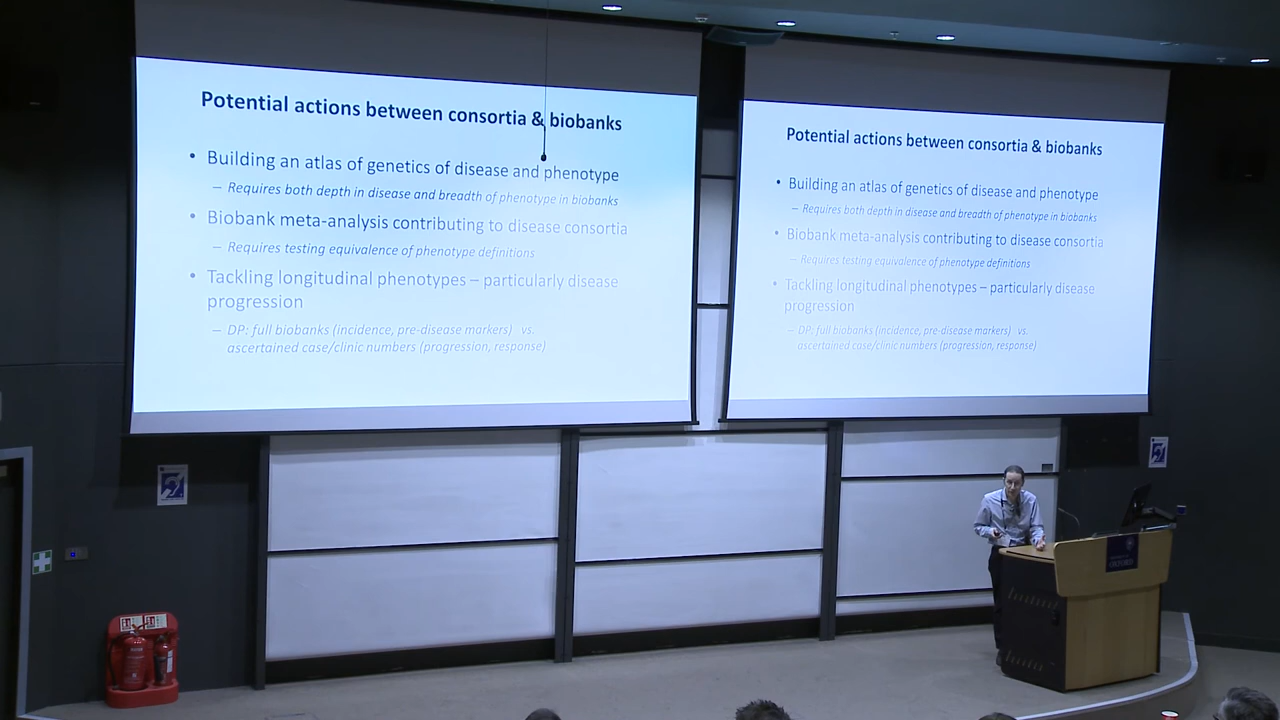 Potential actions between consortia & biobanks
• Building an atlas of genetics of disease and phenotype
– Requires both depth in disease and breadth of phenotype in biobanks
• Biobank meta-analysis contributing to disease consortia
– Requires testing equivalence of phenotype definitions
• Tackling longitudinal phenotypes – particularly disease
progression
– DP: full biobanks (incidence, pre-disease markers) vs.
ascertained case/clinic numbers (progression, response)
Potential actions between consortia & biobanks
• Building an atlas of genetics of disease and phenotype
– Requires both depth in disease and breadth of phenotype in biobanks
• Biobank meta-analysis contributing to disease consortia
– Requires testing equivalence of phenotype definitions
• Tackling longitudinal phenotypes – particularly disease
progression
– DP: full biobanks (incidence, pre-disease markers) vs.
ascertained case/clinic numbers (progression, response)
OXFORD